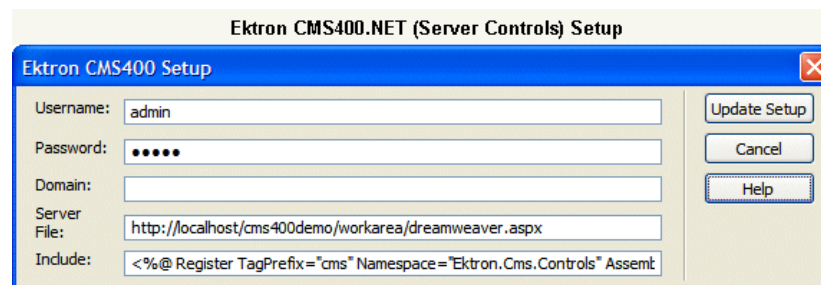 Ektron CMS400.NET (Server Controls) Setup
Ektron CMS400 Setup
Username: admin
Update Setup
Password: •••••
Cancel
Domain:
Help
Server File: http://localhost/cms400demo/workarea/dreamweaver.aspx
Include: <%@ Register TagPrefix="cms" Namespace="Ektron.Cms.Controls" Assemb